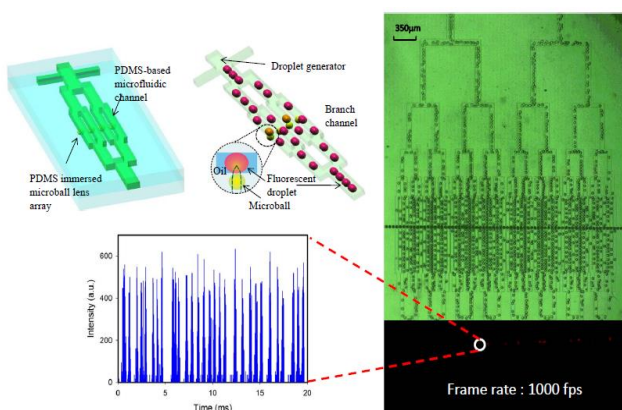 PDMS-based
microfluidic
channel
PDMS immersed
microball lens
array
Droplet generator
Branch
channel
Oil
Fluorescent
droplet
Microball
350μm
Intensity (a.u.)
600
400
200
0
0
5
10
15
20
Time (ms)
Frame rate : 1000 fps